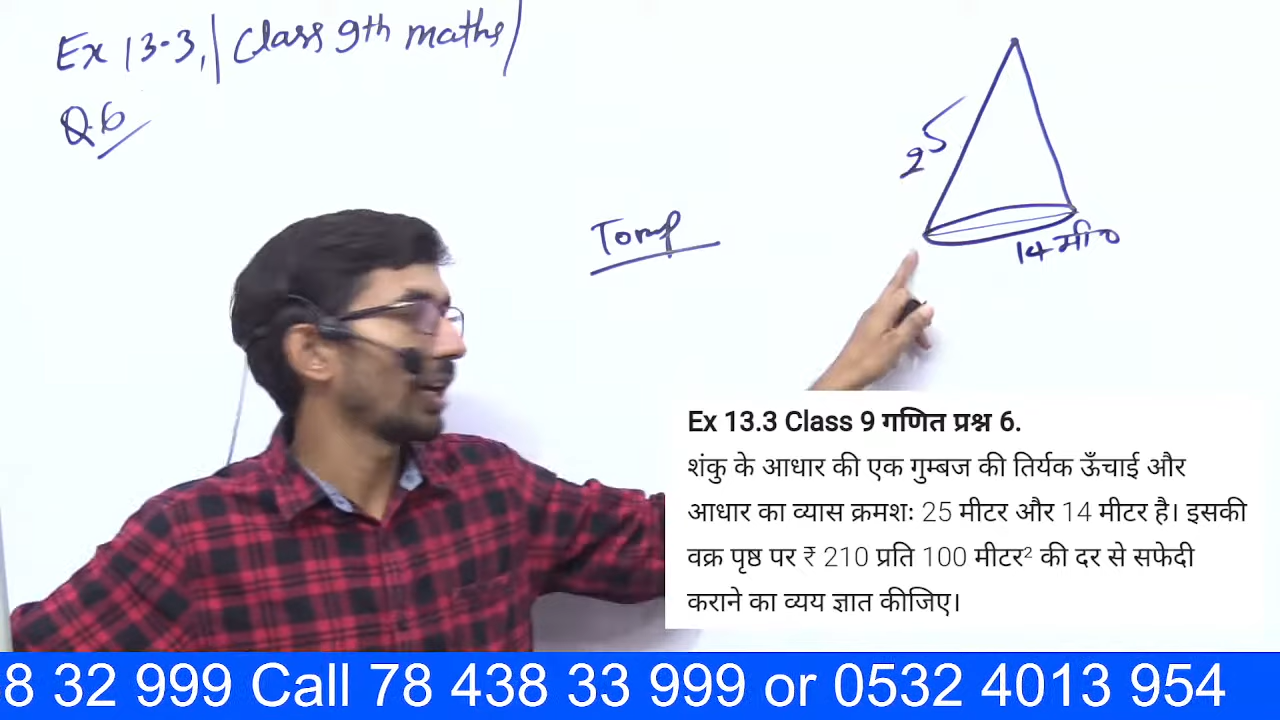 Ex 13.3, | Class 9th maths |
Q.6
25
14 मी०
Tomb
Ex 13.3 Class 9 गणित प्रश्न 6.
शंकु के आधार की एक गुम्बज की तिर्यक ऊँचाई और
आधार का व्यास क्रमशः 25 मीटर और 14 मीटर है। इसकी
वक्र पृष्ठ पर ₹ 210 प्रति 100 मीटर² की दर से सफेदी
कराने का व्यय ज्ञात कीजिए।
8 32 999 Call 78 438 33 999 or 0532 4013 954